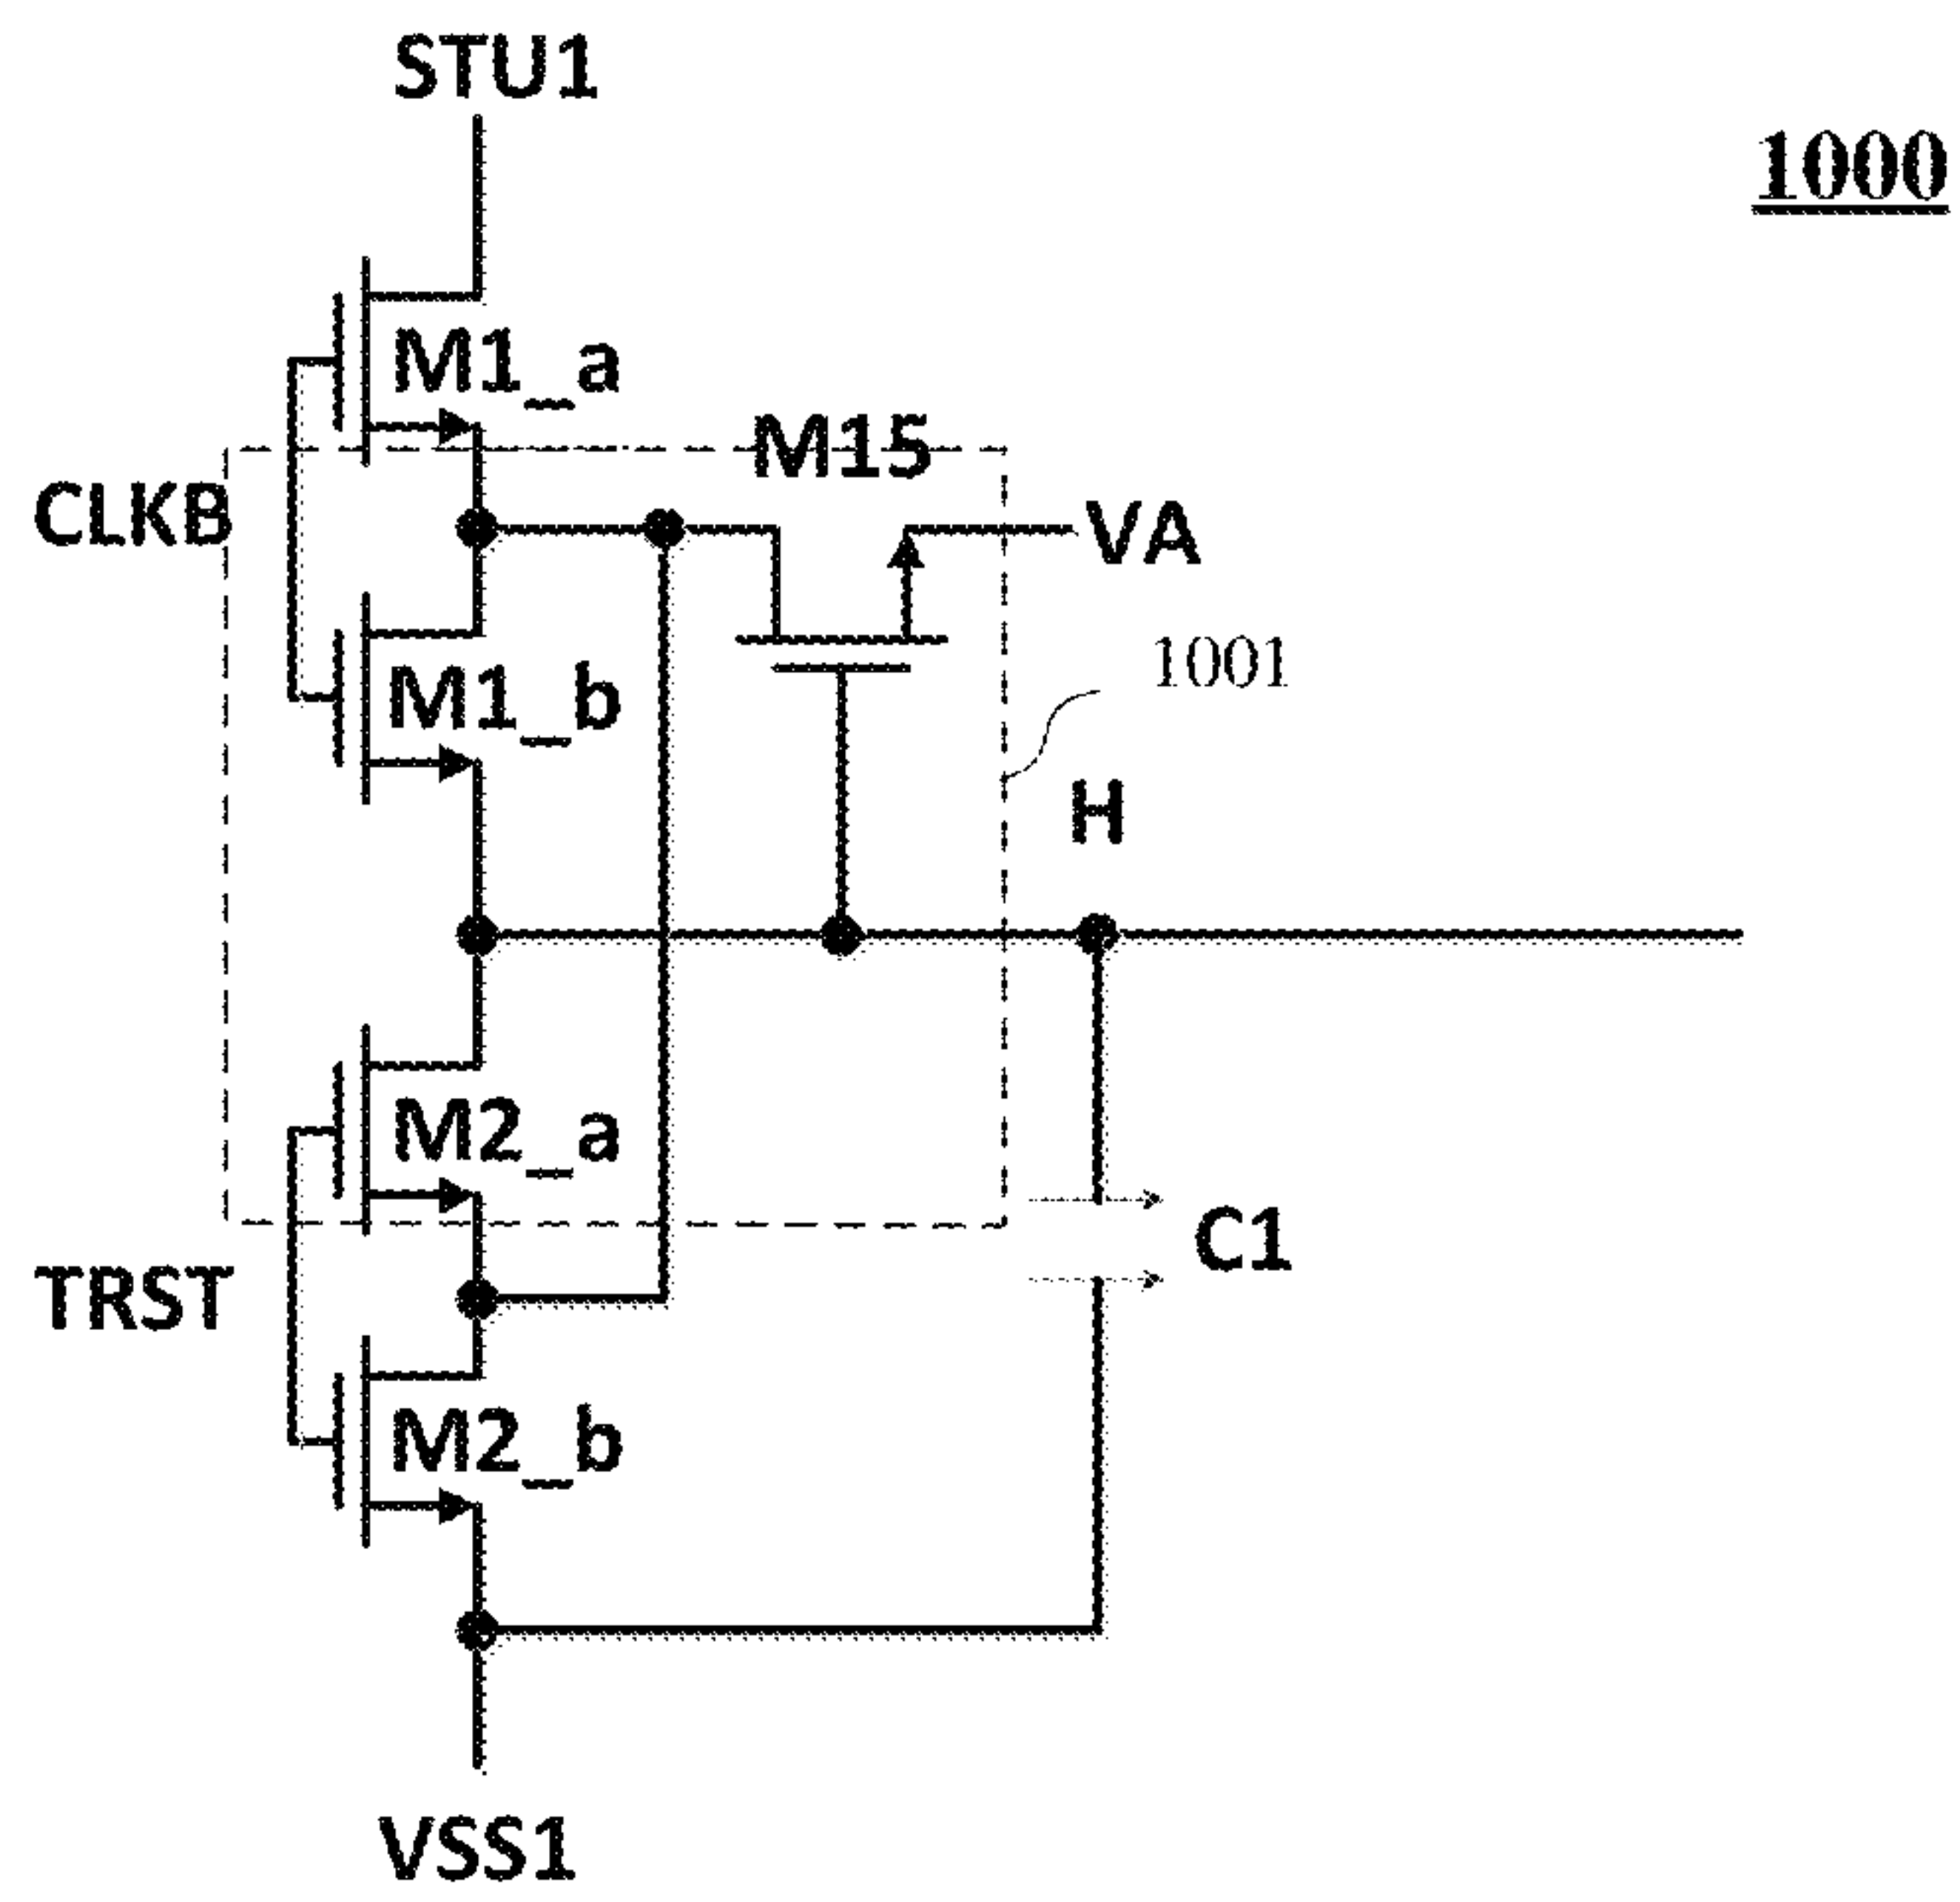 STU1
1000
M1_a
M15
CLKB
VA
M1_b
1001
H
M2_a
C1
TRST
M2_b
VSS1